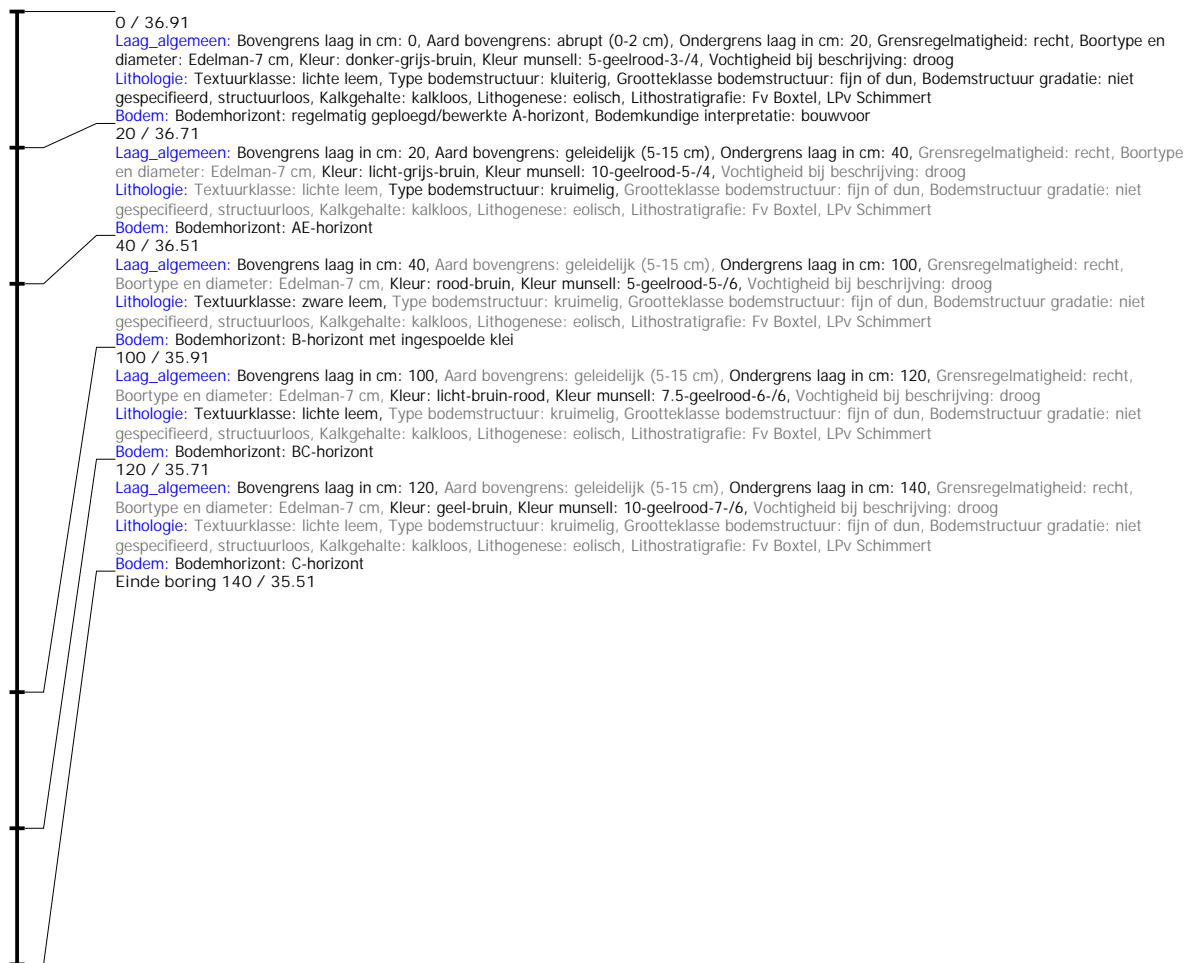 0 / 36.91
Laag_algemeen: Bovengrens laag in cm: 0, Aard bovengrens: abrupt (0-2 cm), Ondergrens laag in cm: 20, Grensregelmatigheid: recht, Boortype en
diameter: Edelman-7 cm, Kleur: donker-grijs-bruin, Kleur munsell: 5-geelrood-3-/4, Vochtigheid bij beschrijving: droog
Lithologie: Textuurklasse: lichte leem, Type bodemstructuur: kluiterig, Grootteklasse bodemstructuur: fijn of dun, Bodemstructuur gradatie: niet
gespecifieerd, structuurloos, Kalkgehalte: kalkloos, Lithogenese: eolisch, Lithostratigrafie: Fv Boxtel, LPv Schimmert
Bodem: Bodemhorizont: regelmatig geploegd/bewerkte A-horizont, Bodemkundige interpretatie: bouwvoor
20 / 36.71
Laag_algemeen: Bovengrens laag in cm: 20, Aard bovengrens: geleidelijk (5-15 cm), Ondergrens laag in cm: 40, Grensregelmatigheid: recht, Boortype
en diameter: Edelman-7 cm, Kleur: licht-grijs-bruin, Kleur munsell: 10-geelrood-5-/4, Vochtigheid bij beschrijving: droog
Lithologie: Textuurklasse: lichte leem, Type bodemstructuur: kruimelig, Grootteklasse bodemstructuur: fijn of dun, Bodemstructuur gradatie: niet
gespecifieerd, structuurloos, Kalkgehalte: kalkloos, Lithogenese: eolisch, Lithostratigrafie: Fv Boxtel, LPv Schimmert
Bodem: Bodemhorizont: AE-horizont
40 / 36.51
Laag_algemeen: Bovengrens laag in cm: 40, Aard bovengrens: geleidelijk (5-15 cm), Ondergrens laag in cm: 100, Grensregelmatigheid: recht,
Boortype en diameter: Edelman-7 cm, Kleur: rood-bruin, Kleur munsell: 5-geelrood-5-/6, Vochtigheid bij beschrijving: droog
Lithologie: Textuurklasse: zware leem, Type bodemstructuur: kruimelig, Grootteklasse bodemstructuur: fijn of dun, Bodemstructuur gradatie: niet
gespecifieerd, structuurloos, Kalkgehalte: kalkloos, Lithogenese: eolisch, Lithostratigrafie: Fv Boxtel, LPv Schimmert
Bodem: Bodemhorizont: B-horizont met ingespoelde klei
100 / 35.91
Laag_algemeen: Bovengrens laag in cm: 100, Aard bovengrens: geleidelijk (5-15 cm), Ondergrens laag in cm: 120, Grensregelmatigheid: recht,
Boortype en diameter: Edelman-7 cm, Kleur: licht-bruin-rood, Kleur munsell: 7.5-geelrood-6-/6, Vochtigheid bij beschrijving: droog
Lithologie: Textuurklasse: lichte leem, Type bodemstructuur: kruimelig, Grootteklasse bodemstructuur: fijn of dun, Bodemstructuur gradatie: niet
gespecifieerd, structuurloos, Kalkgehalte: kalkloos, Lithogenese: eolisch, Lithostratigrafie: Fv Boxtel, LPv Schimmert
Bodem: Bodemhorizont: BC-horizont
120 / 35.71
Laag_algemeen: Bovengrens laag in cm: 120, Aard bovengrens: geleidelijk (5-15 cm), Ondergrens laag in cm: 140, Grensregelmatigheid: recht,
Boortype en diameter: Edelman-7 cm, Kleur: geel-bruin, Kleur munsell: 10-geelrood-7-/6, Vochtigheid bij beschrijving: droog
Lithologie: Textuurklasse: lichte leem, Type bodemstructuur: kruimelig, Grootteklasse bodemstructuur: fijn of dun, Bodemstructuur gradatie: niet
gespecifieerd, structuurloos, Kalkgehalte: kalkloos, Lithogenese: eolisch, Lithostratigrafie: Fv Boxtel, LPv Schimmert
Bodem: Bodemhorizont: C-horizont
Einde boring 140 / 35.51